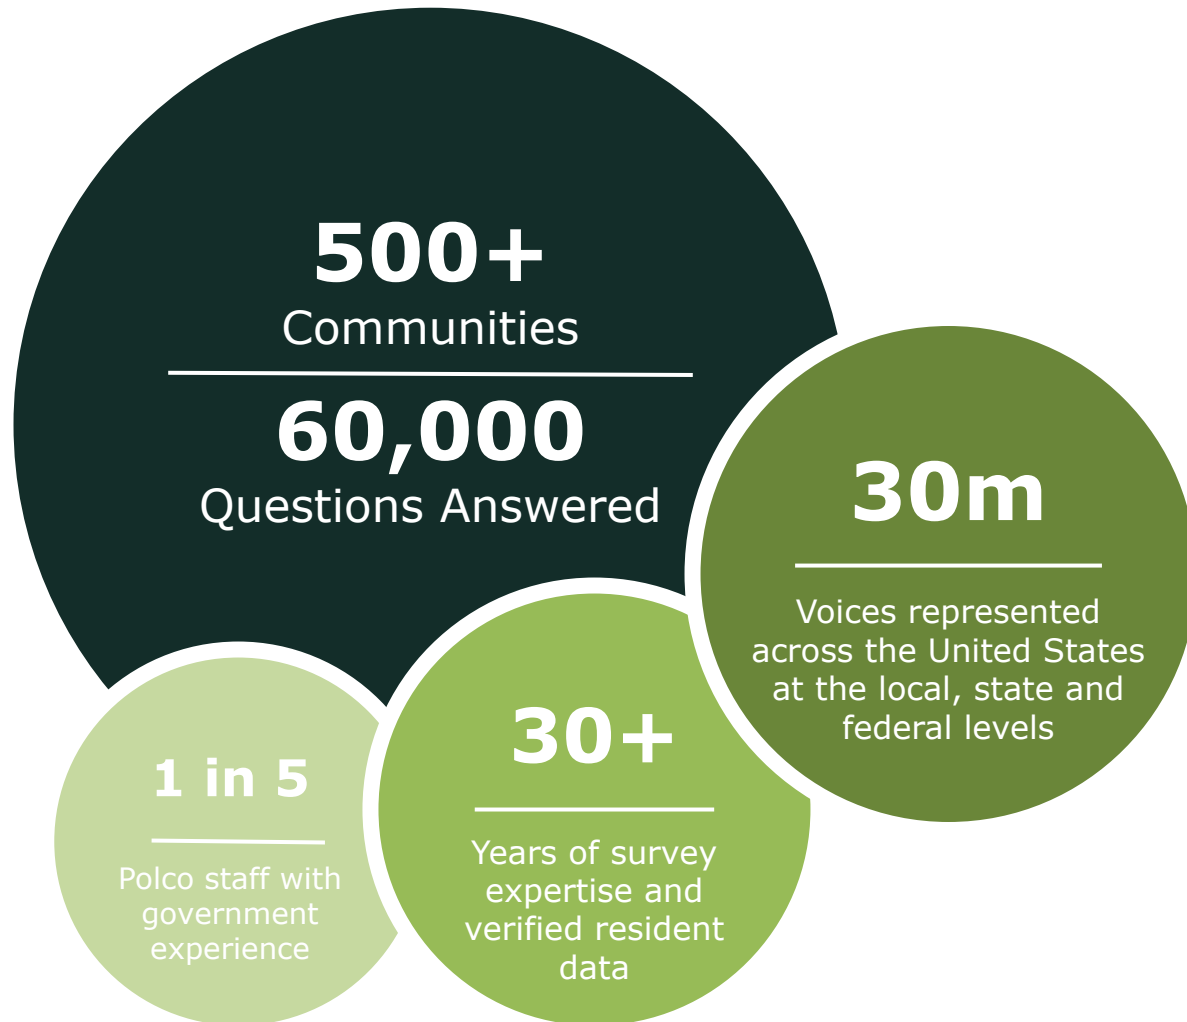 500+
Communities
60,000
Questions Answered
30m
Voices represented
across the United States
at the local, state and
federal levels
30+
Years of survey
expertise and
verified resident
data
1 in 5
Polco staff with
government
experience